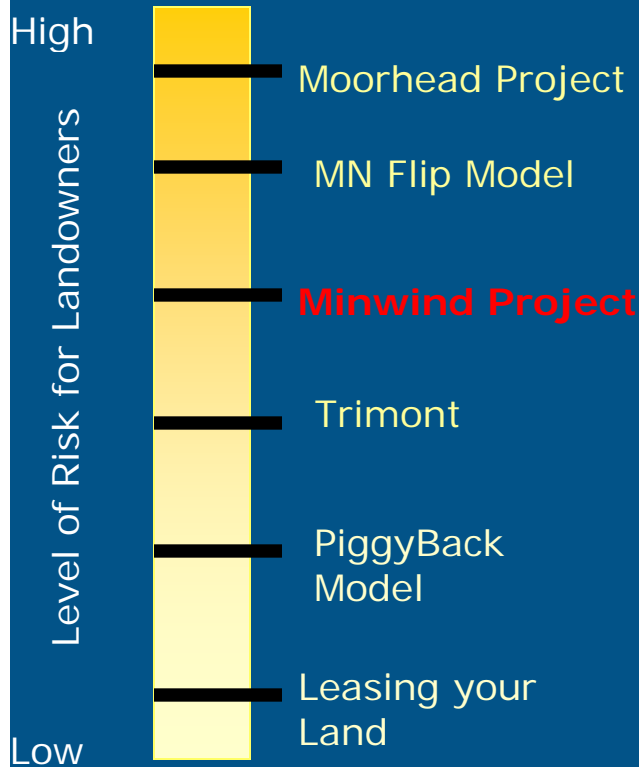 High
Level of Risk for Landowners
Moorhead Project
MN Flip Model
Minwind Project
Trimont
PiggyBack
Model
Leasing your
Land
Low